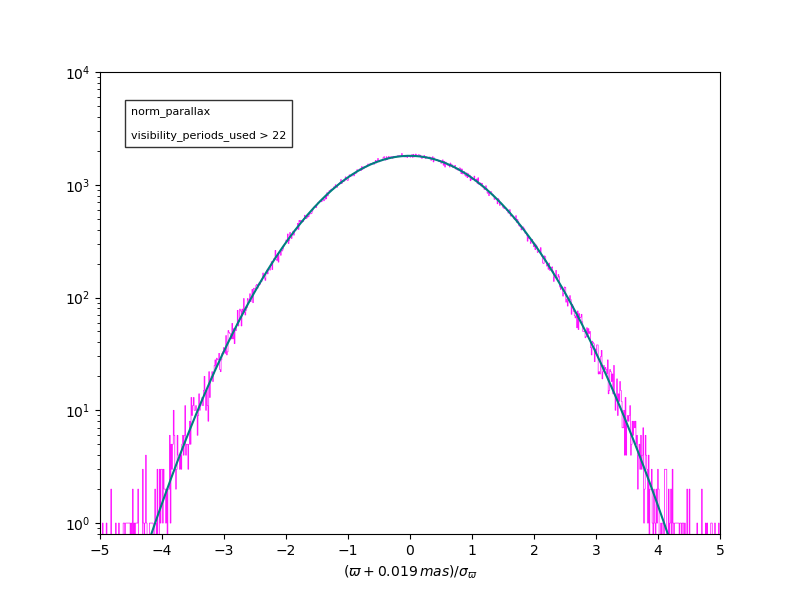 10⁴
norm_parallax
visibility_periods_used > 22
10³
10²
10¹
10⁰
−5 −4 −3 −2 −1 0 1 2 3 4 5
(ϖ + 0.019 mas)/σ_ϖ